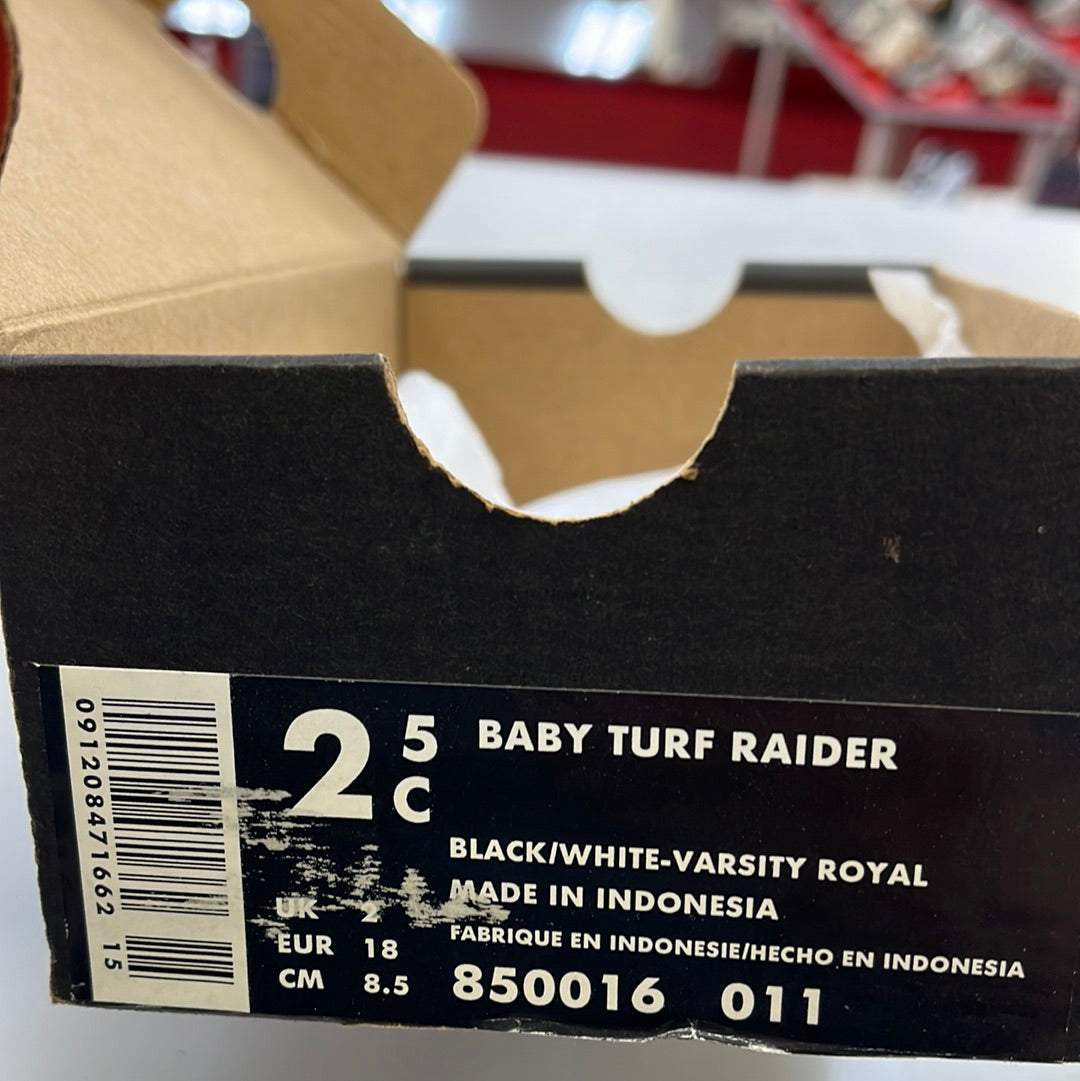 091208471662 15
2 5
C
BABY TURF RAIDER
BLACK/WHITE-VARSITY ROYAL
MADE IN INDONESIA
FABRIQUE EN INDONESIE/HECHO EN INDONESIA
850016 011
UK 2
EUR 18
CM 8.5